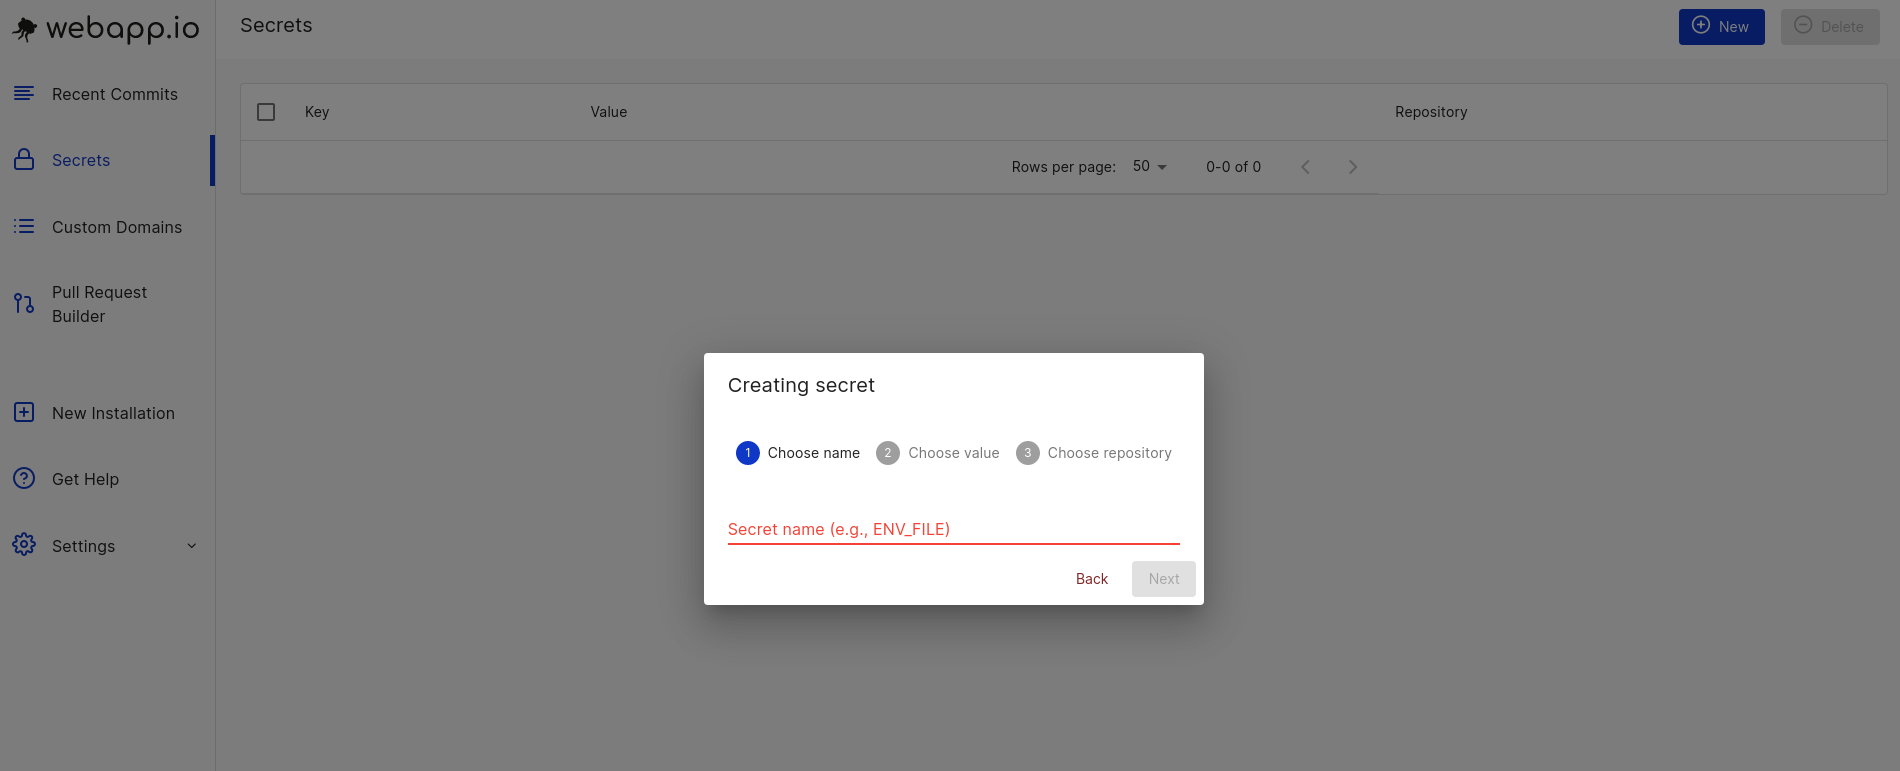 webapp.io
Secrets
New
Delete
Recent Commits
Secrets
Custom Domains
Pull Request
Builder
New Installation
Get Help
Settings
Key Value Repository
Rows per page: 50 0-0 of 0
Creating secret
1 Choose name 2 Choose value 3 Choose repository
Secret name (e.g., ENV_FILE)
Back Next